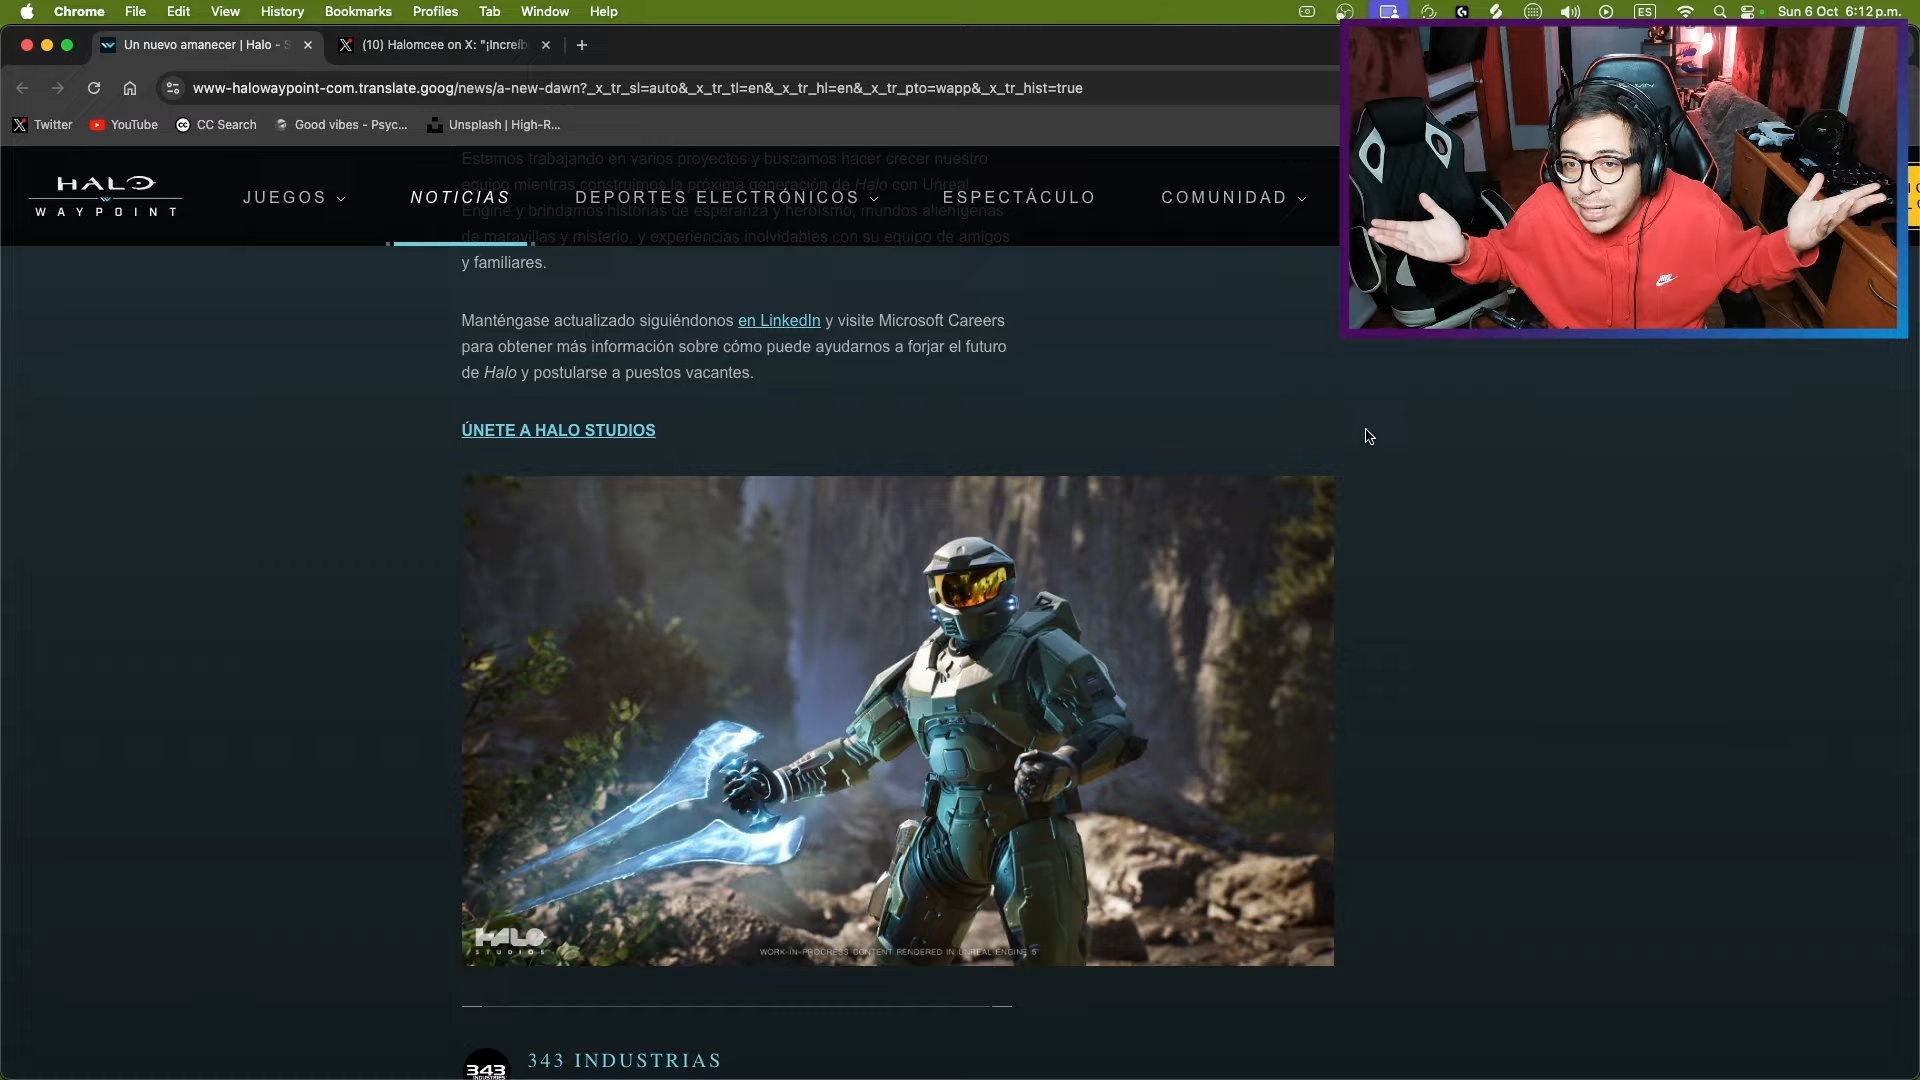 Chrome File Edit View History Bookmarks Profiles Tab Window Help ES Sun 6 Oct 6:12 p.m.
Un nuevo amanecer | Halo - S (10) Halomcee on X: "¡Increíb
www-halowaypoint-com.translate.goog/news/a-new-dawn?_x_tr_sl=auto&_x_tr_tl=en&_x_tr_hl=en&_x_tr_pto=wapp&_x_tr_hist=true
Twitter YouTube CC Search Good vibes - Psyc... Unsplash | High-R...
HALO
WAYPOINT
JUEGOS NOTICIAS DEPORTES ELECTRÓNICOS ESPECTÁCULO COMUNIDAD
Estamos trabajando en varios proyectos y buscamos hacer crecer nuestro
equipo mientras construimos la próxima generación de Halo con Unreal
Engine y brindamos historias de esperanza y heroísmo, mundos alienígenas
de maravillas y misterio, y experiencias inolvidables con su equipo de amigos
y familiares.
Manténgase actualizado siguiéndonos en LinkedIn y visite Microsoft Careers
para obtener más información sobre cómo puede ayudarnos a forjar el futuro
de Halo y postularse a puestos vacantes.
ÚNETE A HALO STUDIOS
HALO
STUDIOS
WORK-IN-PROGRESS CONTENT RENDERED IN UNREAL ENGINE 5
343 INDUSTRIAS
343
INDUSTRIES